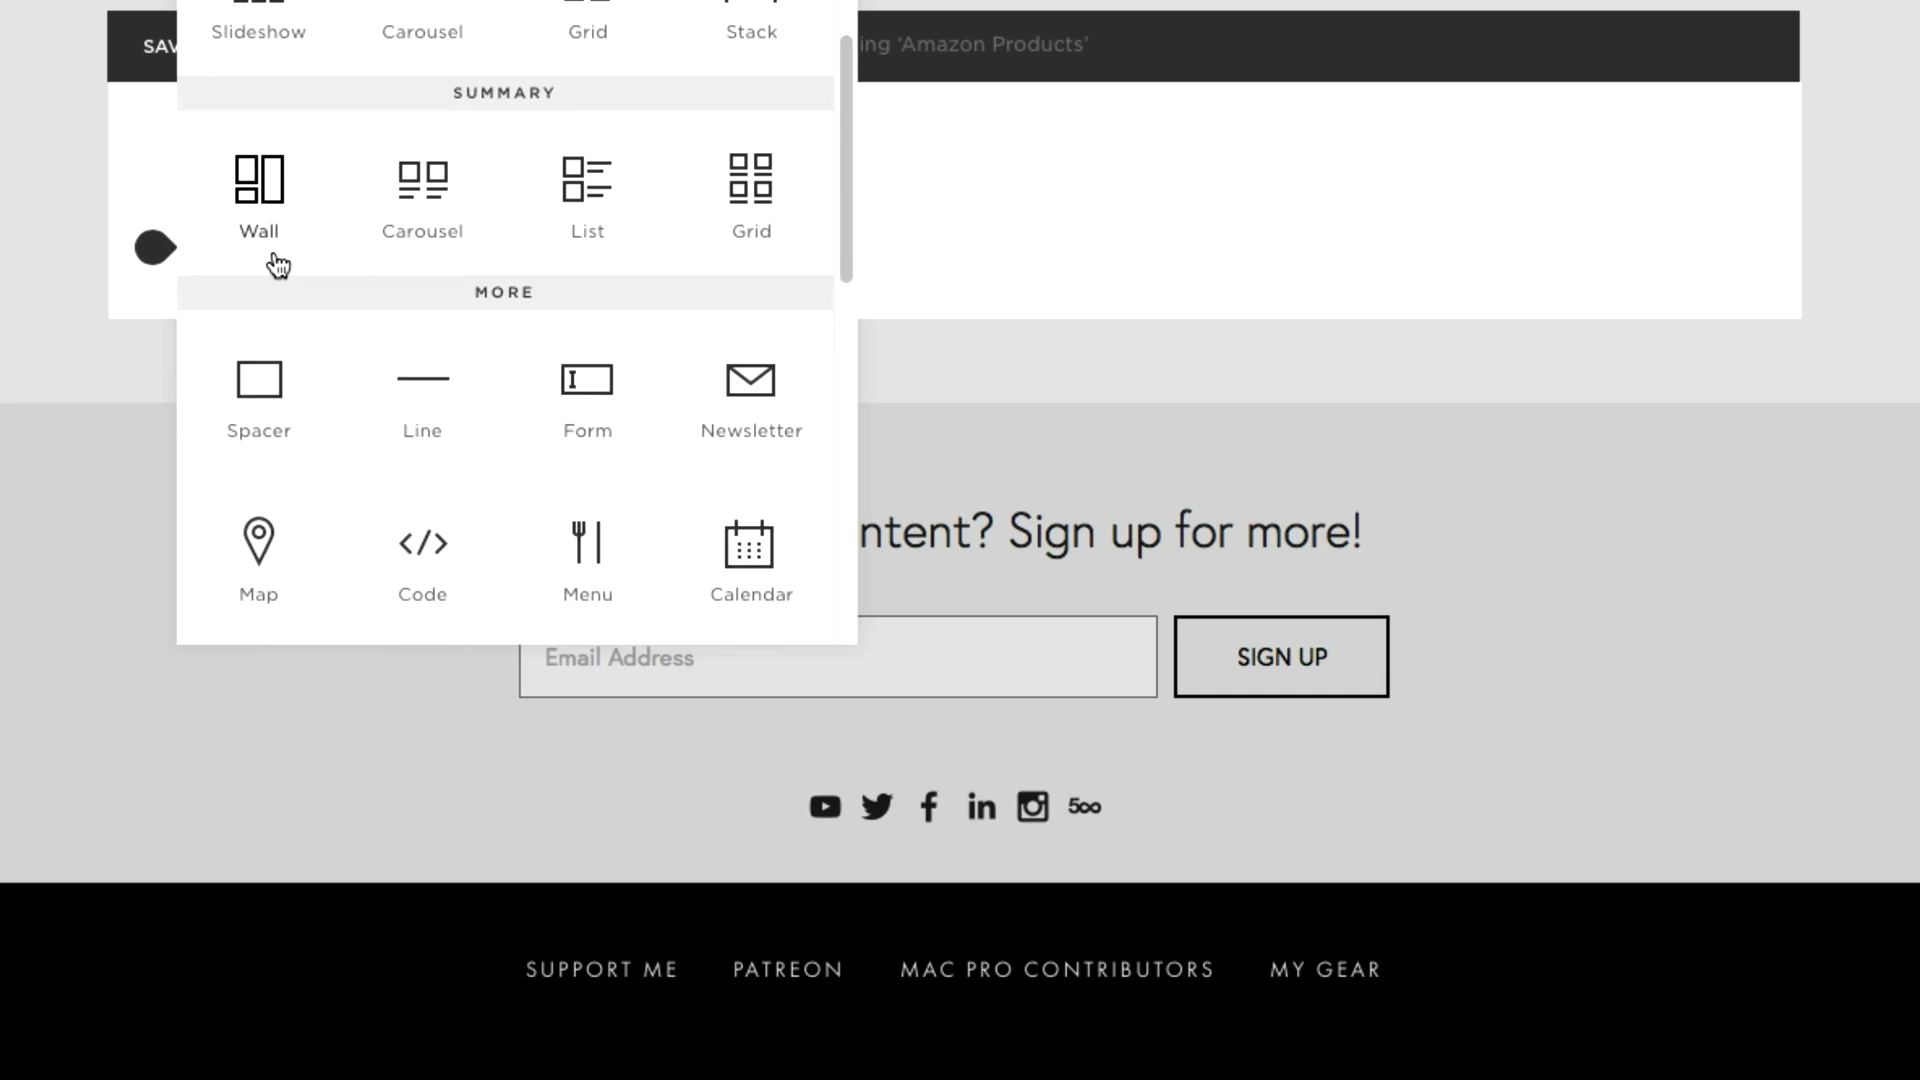 Slideshow Carousel Grid Stack
SAV ing ‘Amazon Products’
SUMMARY
Wall Carousel List Grid
MORE
Spacer Line Form Newsletter
ntent? Sign up for more!
Map Code Menu Calendar
Email Address SIGN UP
500
SUPPORT ME PATREON MAC PRO CONTRIBUTORS MY GEAR